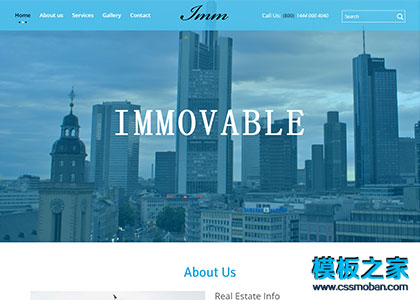 Home About us Services Gallery Contact
Imm
Call Us: (800) 1444 000 4040
Search
IMMOVABLE
About Us
Real Estate Info
模板之家
www.cssmoban.com